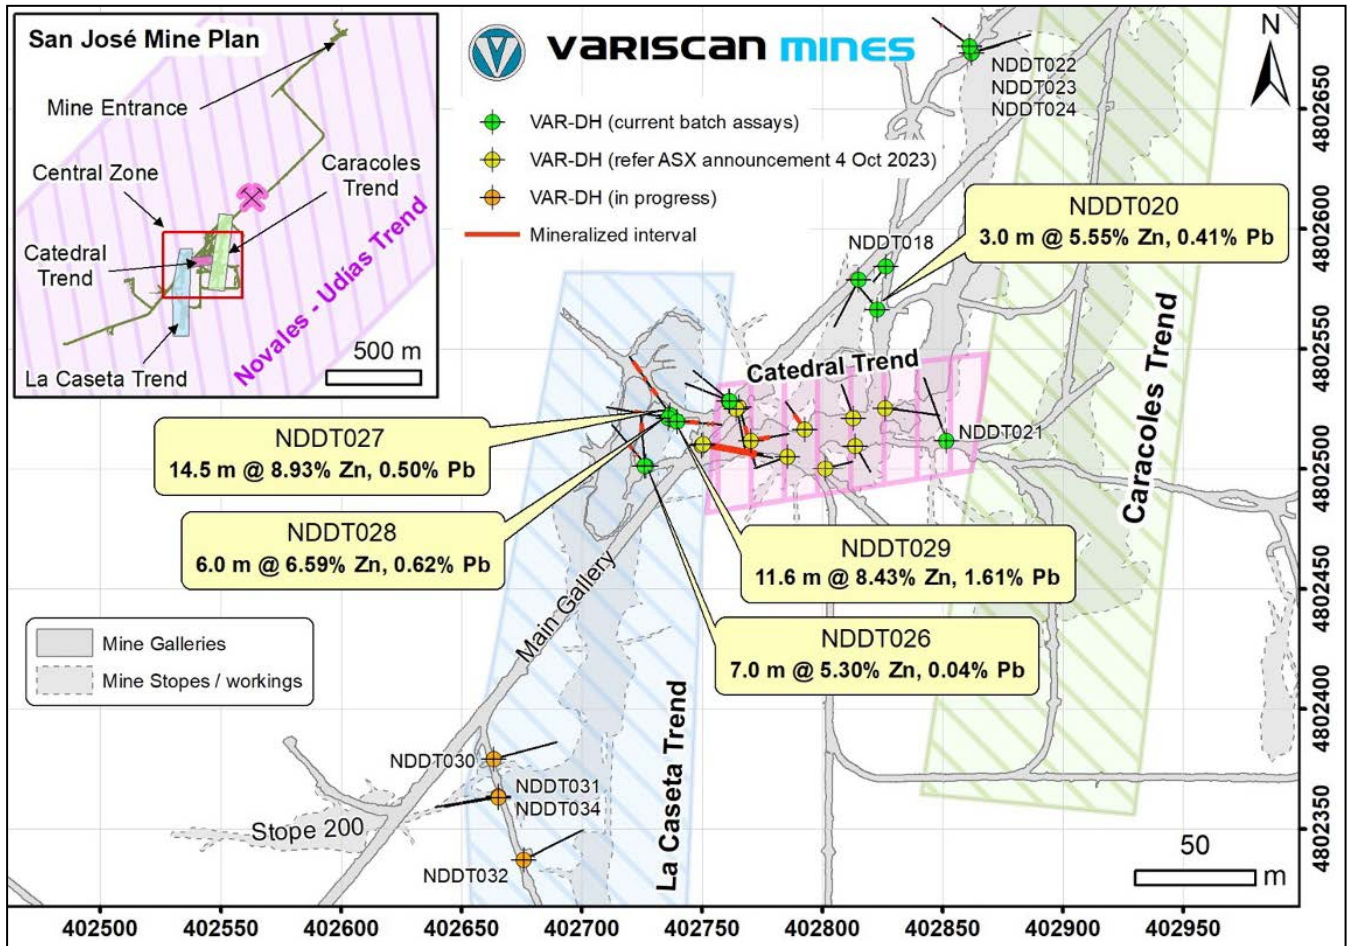 San José Mine Plan
Mine Entrance
Central Zone
Caracoles
Trend
Catedral
Trend
La Caseta Trend
Novales - Udías Trend
500 m
V
VARISCAN MINES
VAR-DH (current batch assays)
VAR-DH (refer ASX announcement 4 Oct 2023)
VAR-DH (in progress)
Mineralized interval
N
NDDT022
NDDT023
NDDT024
NDDT020
3.0 m @ 5.55% Zn, 0.41% Pb
NDDT018
Catedral Trend
Caracoles Trend
NDDT021
NDDT027
14.5 m @ 8.93% Zn, 0.50% Pb
NDDT028
6.0 m @ 6.59% Zn, 0.62% Pb
NDDT029
11.6 m @ 8.43% Zn, 1.61% Pb
NDDT026
7.0 m @ 5.30% Zn, 0.04% Pb
Main Gallery
Mine Galleries
Mine Stopes / workings
La Caseta Trend
NDDT030
NDDT031
NDDT034
Stope 200
NDDT032
50
m
4802650
4802600
4802550
4802500
4802450
4802400
4802350
402500
402550
402600
402650
402700
402750
402800
402850
402900
402950